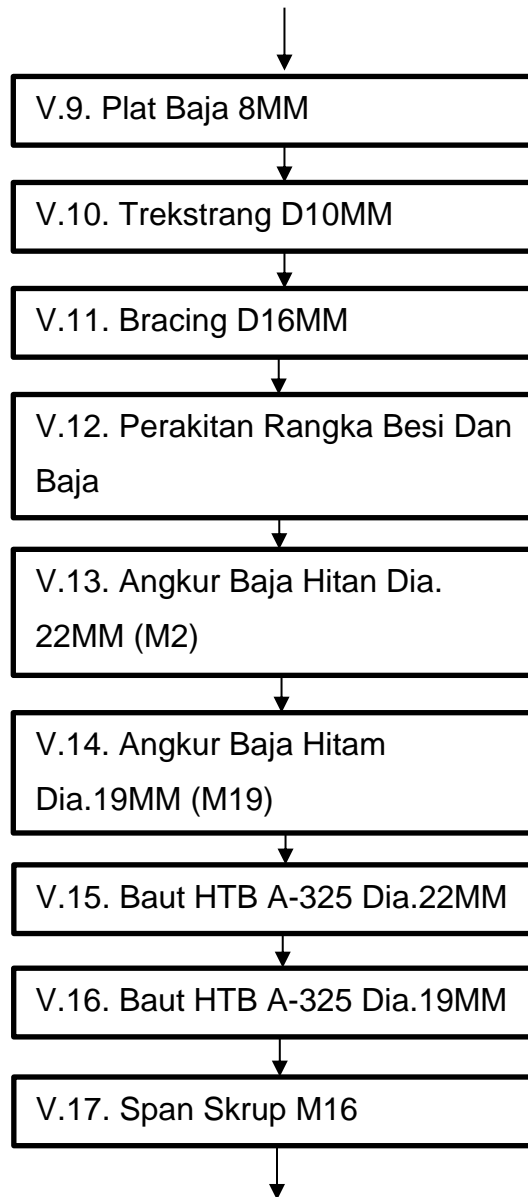 V.9. Plat Baja 8MM
V.10. Trekstrang D10MM
V.11. Bracing D16MM
V.12. Perakitan Rangka Besi Dan
Baja
V.13. Angkur Baja Hitan Dia.
22MM (M2)
V.14. Angkur Baja Hitam
Dia.19MM (M19)
V.15. Baut HTB A-325 Dia.22MM
V.16. Baut HTB A-325 Dia.19MM
V.17. Span Skrup M16